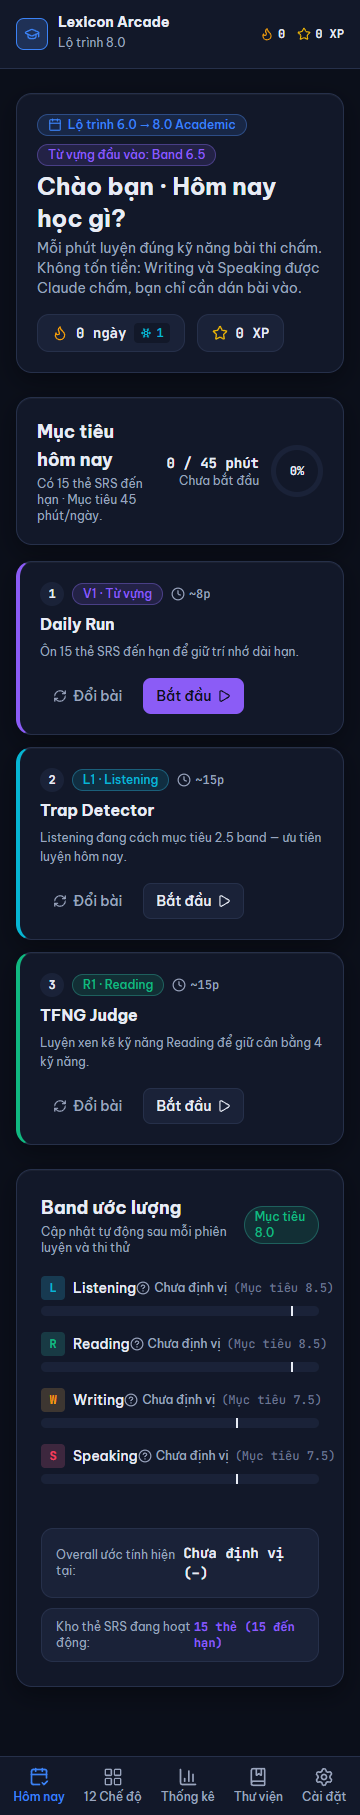 Lexicon Arcade
Lộ trình 8.0
0
0 XP
Lộ trình 6.0→8.0 Academic
Từ vựng đầu vào: Band 6.5
Chào bạn · Hôm nay
học gì?
Mỗi phút luyện đúng kỹ năng bài thi chấm.
Không tốn tiền: Writing và Speaking được
Claude chấm, bạn chỉ cần dán bài vào.
0 ngày
1
0 XP
Mục tiêu
hôm nay
Có 15 thẻ SRS đến
hạn · Mục tiêu 45
phút/ngày.
0 / 45 phút
Chưa bắt đầu
0%
1
V1 · Từ vựng
~8p
Daily Run
Ôn 15 thẻ SRS đến hạn để giữ trí nhớ dài hạn.
Đổi bài
Bắt đầu
2
L1 · Listening
~15p
Trap Detector
Listening đang cách mục tiêu 2.5 band — ưu tiên
luyện hôm nay.
Đổi bài
Bắt đầu
3
R1 · Reading
~15p
TFNG Judge
Luyện xen kẽ kỹ năng Reading để giữ cân bằng 4
kỹ năng.
Đổi bài
Bắt đầu
Band ước lượng
Cập nhật tự động sau mỗi phiên
luyện và thi thử
Mục tiêu
8.0
L
Listening
Chưa định vị (Mục tiêu 8.5)
R
Reading
Chưa định vị (Mục tiêu 8.5)
W
Writing
Chưa định vị (Mục tiêu 7.5)
S
Speaking
Chưa định vị (Mục tiêu 7.5)
Overall ước tính hiện
tại:
Chưa định vị
(—)
Kho thẻ SRS đang hoạt
động:
15 thẻ (15 đến
hạn)
Hôm nay
12 Chế độ
Thống kê
Thư viện
Cài đặt